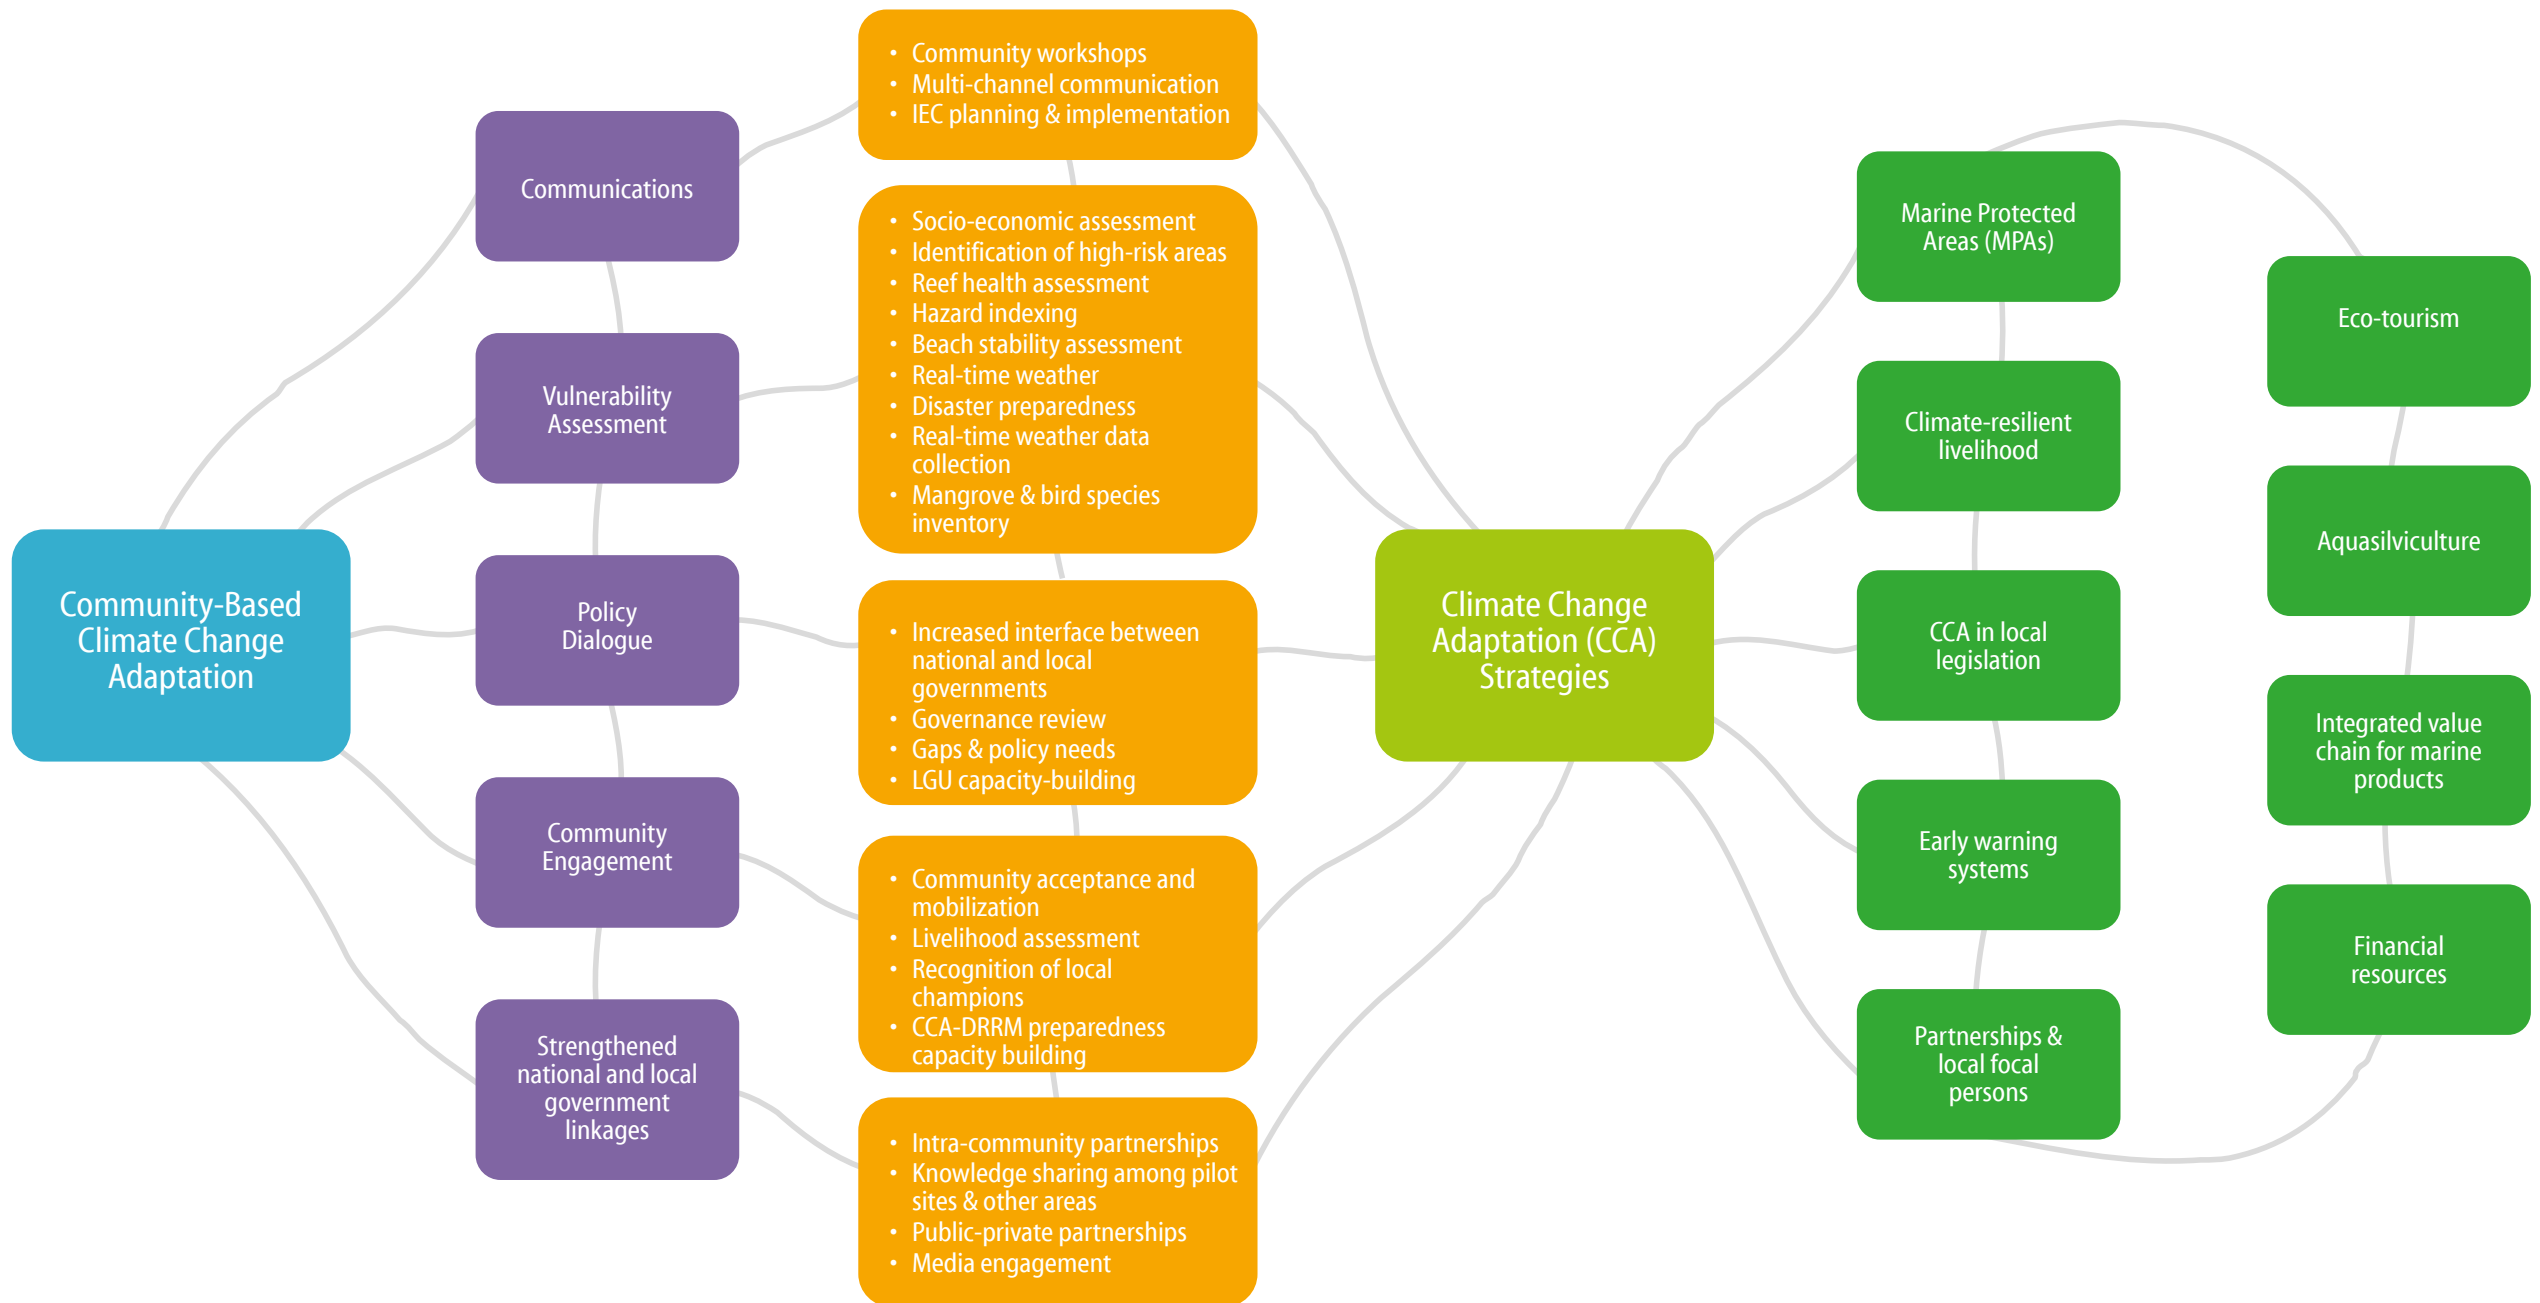 Community-Based
Climate Change
Adaptation
Communications
Vulnerability
Assessment
Policy
Dialogue
Community
Engagement
Strengthened
national and local
government
linkages
• Community workshops
• Multi-channel communication
• IEC planning & implementation
• Socio-economic assessment
• Identification of high-risk areas
• Reef health assessment
• Hazard indexing
• Beach stability assessment
• Real-time weather
• Disaster preparedness
• Real-time weather data
collection
• Mangrove & bird species
inventory
• Increased interface between
national and local
governments
• Governance review
• Gaps & policy needs
• LGU capacity-building
• Community acceptance and
mobilization
• Livelihood assessment
• Recognition of local
champions
• CCA-DRRM preparedness
capacity building
• Intra-community partnerships
• Knowledge sharing among pilot
sites & other areas
• Public-private partnerships
• Media engagement
Climate Change
Adaptation (CCA)
Strategies
Marine Protected
Areas (MPAs)
Climate-resilient
livelihood
CCA in local
legislation
Early warning
systems
Partnerships &
local focal
persons
Eco-tourism
Aquasilviculture
Integrated value
chain for marine
products
Financial
resources